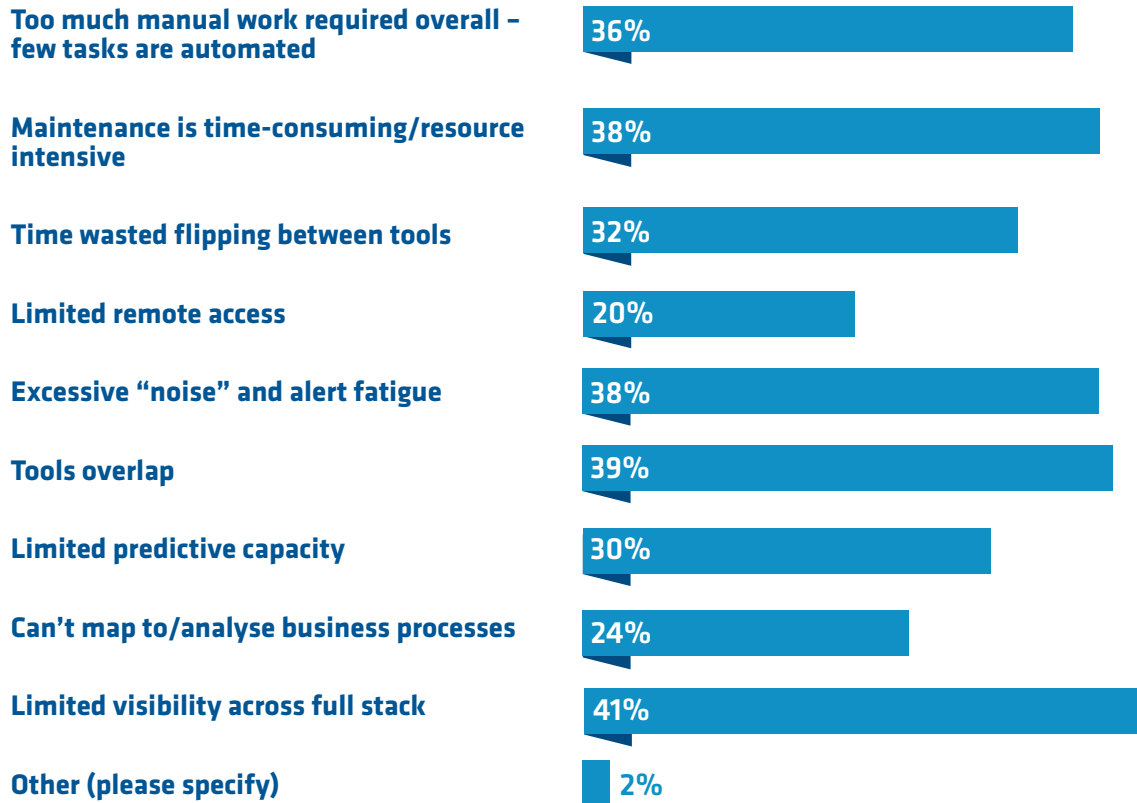 Too much manual work required overall –
few tasks are automated
36%
Maintenance is time-consuming/resource
intensive
38%
Time wasted flipping between tools
32%
Limited remote access
20%
Excessive “noise” and alert fatigue
38%
Tools overlap
39%
Limited predictive capacity
30%
Can’t map to/analyse business processes
24%
Limited visibility across full stack
41%
Other (please specify)
2%